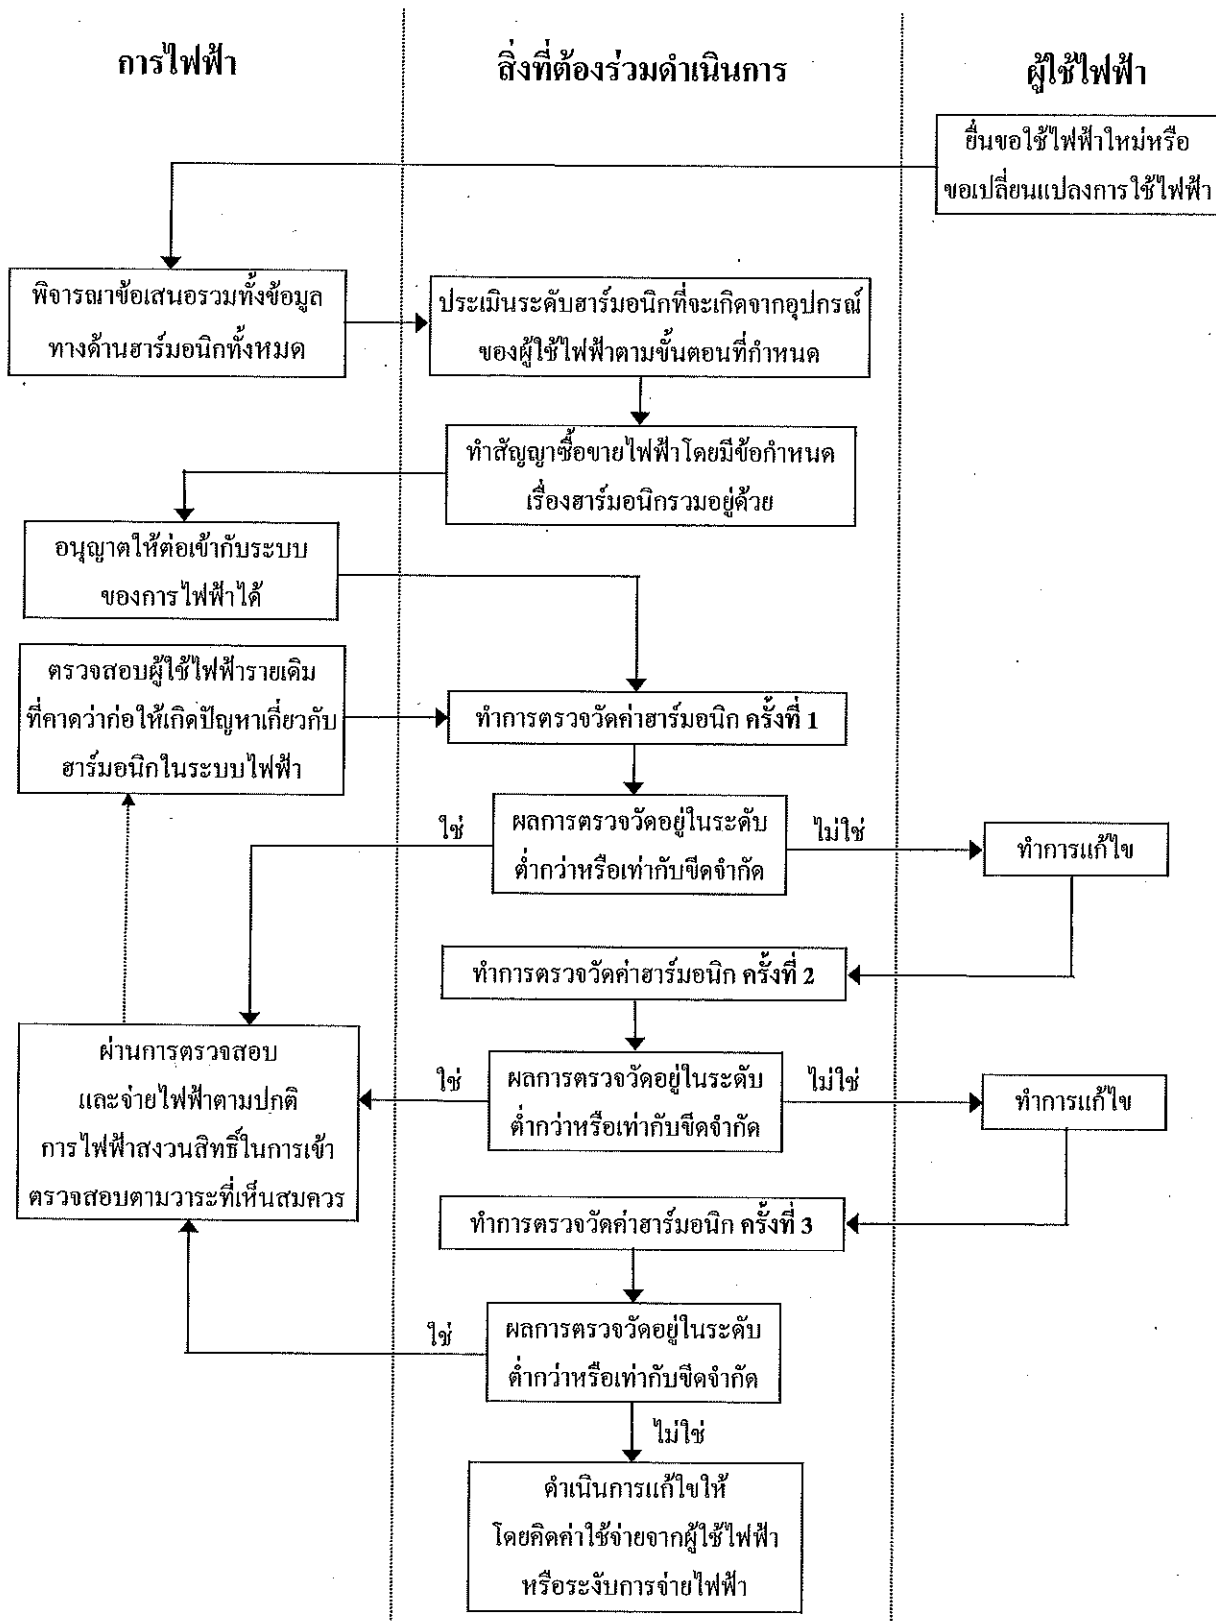 การไฟฟ้า
สิ่งที่ต้องร่วมดำเนินการ
ผู้ใช้ไฟฟ้า
ยื่นขอใช้ไฟฟ้าใหม่หรือ
ขอเปลี่ยนแปลงการใช้ไฟฟ้า
พิจารณาข้อเสนอรวมทั้งข้อมูล
ทางด้านฮาร์มอนิกทั้งหมด
ประเมินระดับฮาร์มอนิกที่จะเกิดจากอุปกรณ์
ของผู้ใช้ไฟฟ้าตามขั้นตอนที่กำหนด
ทำสัญญาซื้อขายไฟฟ้าโดยมีข้อกำหนด
เรื่องฮาร์มอนิกรวมอยู่ด้วย
อนุญาตให้ต่อเข้ากับระบบ
ของการไฟฟ้าได้
ตรวจสอบผู้ใช้ไฟฟ้ารายเดิม
ที่คาดว่าก่อให้เกิดปัญหาเกี่ยวกับ
ฮาร์มอนิกในระบบไฟฟ้า
ทำการตรวจวัดค่าฮาร์มอนิก ครั้งที่ 1
ใช่
ผลการตรวจวัดอยู่ในระดับ
ต่ำกว่าหรือเท่ากับขีดจำกัด
ไม่ใช่
ทำการแก้ไข
ทำการตรวจวัดค่าฮาร์มอนิก ครั้งที่ 2
ผ่านการตรวจสอบ
และจ่ายไฟฟ้าตามปกติ
การไฟฟ้าสงวนสิทธิ์ในการเข้า
ตรวจสอบตามวาระที่เห็นสมควร
ใช่
ผลการตรวจวัดอยู่ในระดับ
ต่ำกว่าหรือเท่ากับขีดจำกัด
ไม่ใช่
ทำการแก้ไข
ทำการตรวจวัดค่าฮาร์มอนิก ครั้งที่ 3
ใช่
ผลการตรวจวัดอยู่ในระดับ
ต่ำกว่าหรือเท่ากับขีดจำกัด
ไม่ใช่
ดำเนินการแก้ไขให้
โดยคิดค่าใช้จ่ายจากผู้ใช้ไฟฟ้า
หรือระงับการจ่ายไฟฟ้า